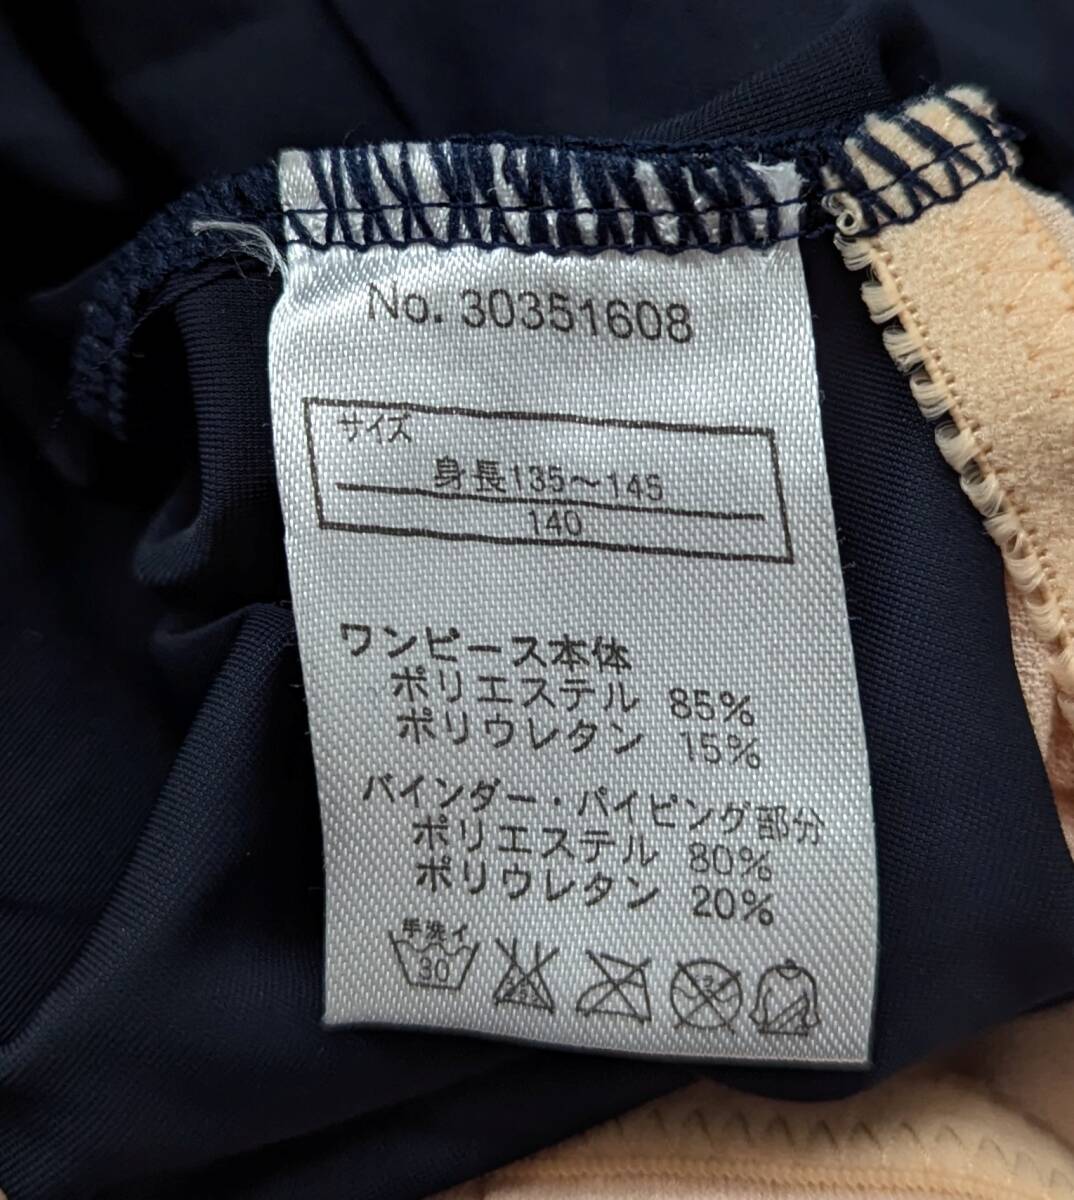 No. 30351608
サイズ
身長135～145
140
ワンピース本体
ポリエステル 85%
ポリウレタン 15%
バインダー・パイピング部分
ポリエステル 80%
ポリウレタン 20%
手洗イ
30